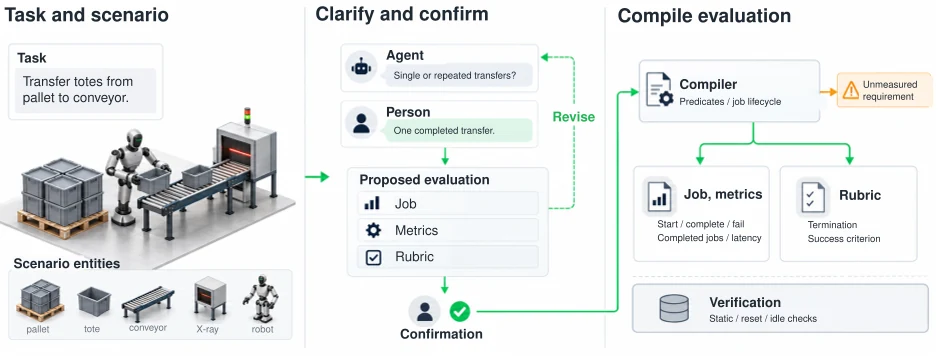 Task and scenario
Task
Transfer totes from
pallet to conveyor.
Scenario entities
pallet
tote
conveyor
X-ray
robot
Clarify and confirm
Agent
Single or repeated transfers?
Person
One completed transfer.
Revise
Proposed evaluation
Job
Metrics
Rubric
Confirmation
Compile evaluation
Compiler
Predicates / job lifecycle
Unmeasured
requirement
Job, metrics
Start / complete / fail
Completed jobs / latency
Rubric
Termination
Success criterion
Verification
Static / reset / idle checks